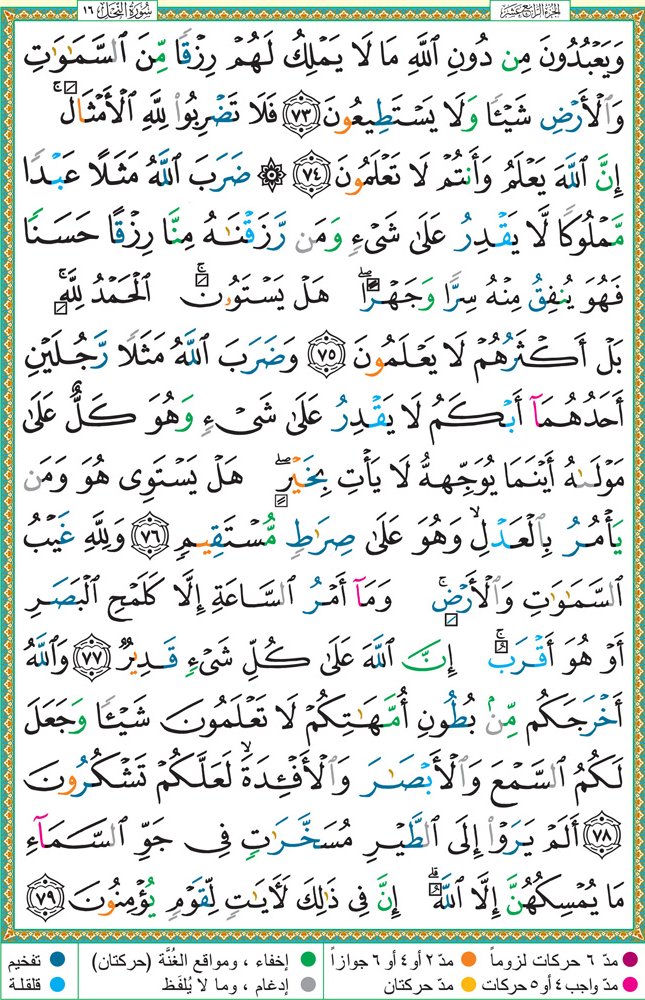 الجزء الرابع عشر
سورة النحل ١٦
وَيَعْبُدُونَ مِن دُونِ ٱللَّهِ مَا لَا يَمْلِكُ لَهُمْ رِزْقًا مِّنَ ٱلسَّمَٰوَٰتِ
وَٱلْأَرْضِ شَيْـًٔا وَلَا يَسْتَطِيعُونَ ٧٣ فَلَا تَضْرِبُوا۟ لِلَّهِ ٱلْأَمْثَالَ ۚ
إِنَّ ٱللَّهَ يَعْلَمُ وَأَنتُمْ لَا تَعْلَمُونَ ٧٤ ۞ ضَرَبَ ٱللَّهُ مَثَلًا عَبْدًا
مَّمْلُوكًا لَّا يَقْدِرُ عَلَىٰ شَىْءٍ وَمَن رَّزَقْنَٰهُ مِنَّا رِزْقًا حَسَنًا
فَهُوَ يُنفِقُ مِنْهُ سِرًّا وَجَهْرًا ۖ هَلْ يَسْتَوُۥنَ ۚ ٱلْحَمْدُ لِلَّهِ ۚ
بَلْ أَكْثَرُهُمْ لَا يَعْلَمُونَ ٧٥ وَضَرَبَ ٱللَّهُ مَثَلًا رَّجُلَيْنِ
أَحَدُهُمَآ أَبْكَمُ لَا يَقْدِرُ عَلَىٰ شَىْءٍ وَهُوَ كَلٌّ عَلَىٰ
مَوْلَىٰهُ أَيْنَمَا يُوَجِّههُّ لَا يَأْتِ بِخَيْرٍ ۖ هَلْ يَسْتَوِى هُوَ وَمَن
يَأْمُرُ بِٱلْعَدْلِ ۙ وَهُوَ عَلَىٰ صِرَٰطٍ مُّسْتَقِيمٍ ٧٦ وَلِلَّهِ غَيْبُ
ٱلسَّمَٰوَٰتِ وَٱلْأَرْضِ ۚ وَمَآ أَمْرُ ٱلسَّاعَةِ إِلَّا كَلَمْحِ ٱلْبَصَرِ
أَوْ هُوَ أَقْرَبُ ۚ إِنَّ ٱللَّهَ عَلَىٰ كُلِّ شَىْءٍ قَدِيرٌ ٧٧ وَٱللَّهُ
أَخْرَجَكُم مِّنۢ بُطُونِ أُمَّهَٰتِكُمْ لَا تَعْلَمُونَ شَيْـًٔا وَجَعَلَ
لَكُمُ ٱلسَّمْعَ وَٱلْأَبْصَٰرَ وَٱلْأَفْـِٔدَةَ ۙ لَعَلَّكُمْ تَشْكُرُونَ
٧٨ أَلَمْ يَرَوْا۟ إِلَى ٱلطَّيْرِ مُسَخَّرَٰتٍ فِى جَوِّ ٱلسَّمَآءِ
مَا يُمْسِكُهُنَّ إِلَّا ٱللَّهُ ۗ إِنَّ فِى ذَٰلِكَ لَءَايَٰتٍ لِّقَوْمٍ يُؤْمِنُونَ ٧٩
مدّ ٦ حركات لزوماً مدّ ٢ أو ٤ أو ٦ جوازاً إخفاء ، ومواقع الغُنَّة (حركتان) تفخيم
مدّ واجب ٤ أو ٥ حركات مدّ حركتان إدغام ، وما لا يُلفَظ قلقلة